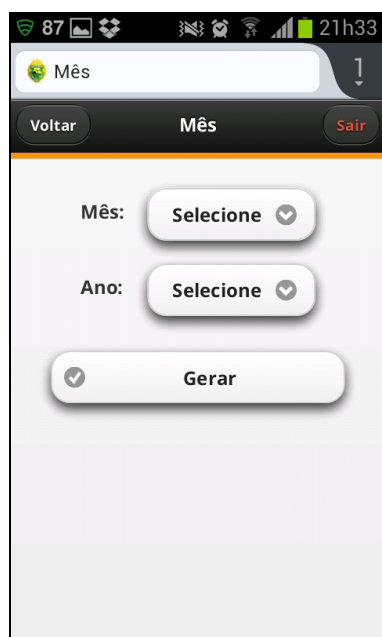 87 21h33
Mês 1
Voltar Mês Sair
Mês: Selecione
Ano: Selecione
Gerar